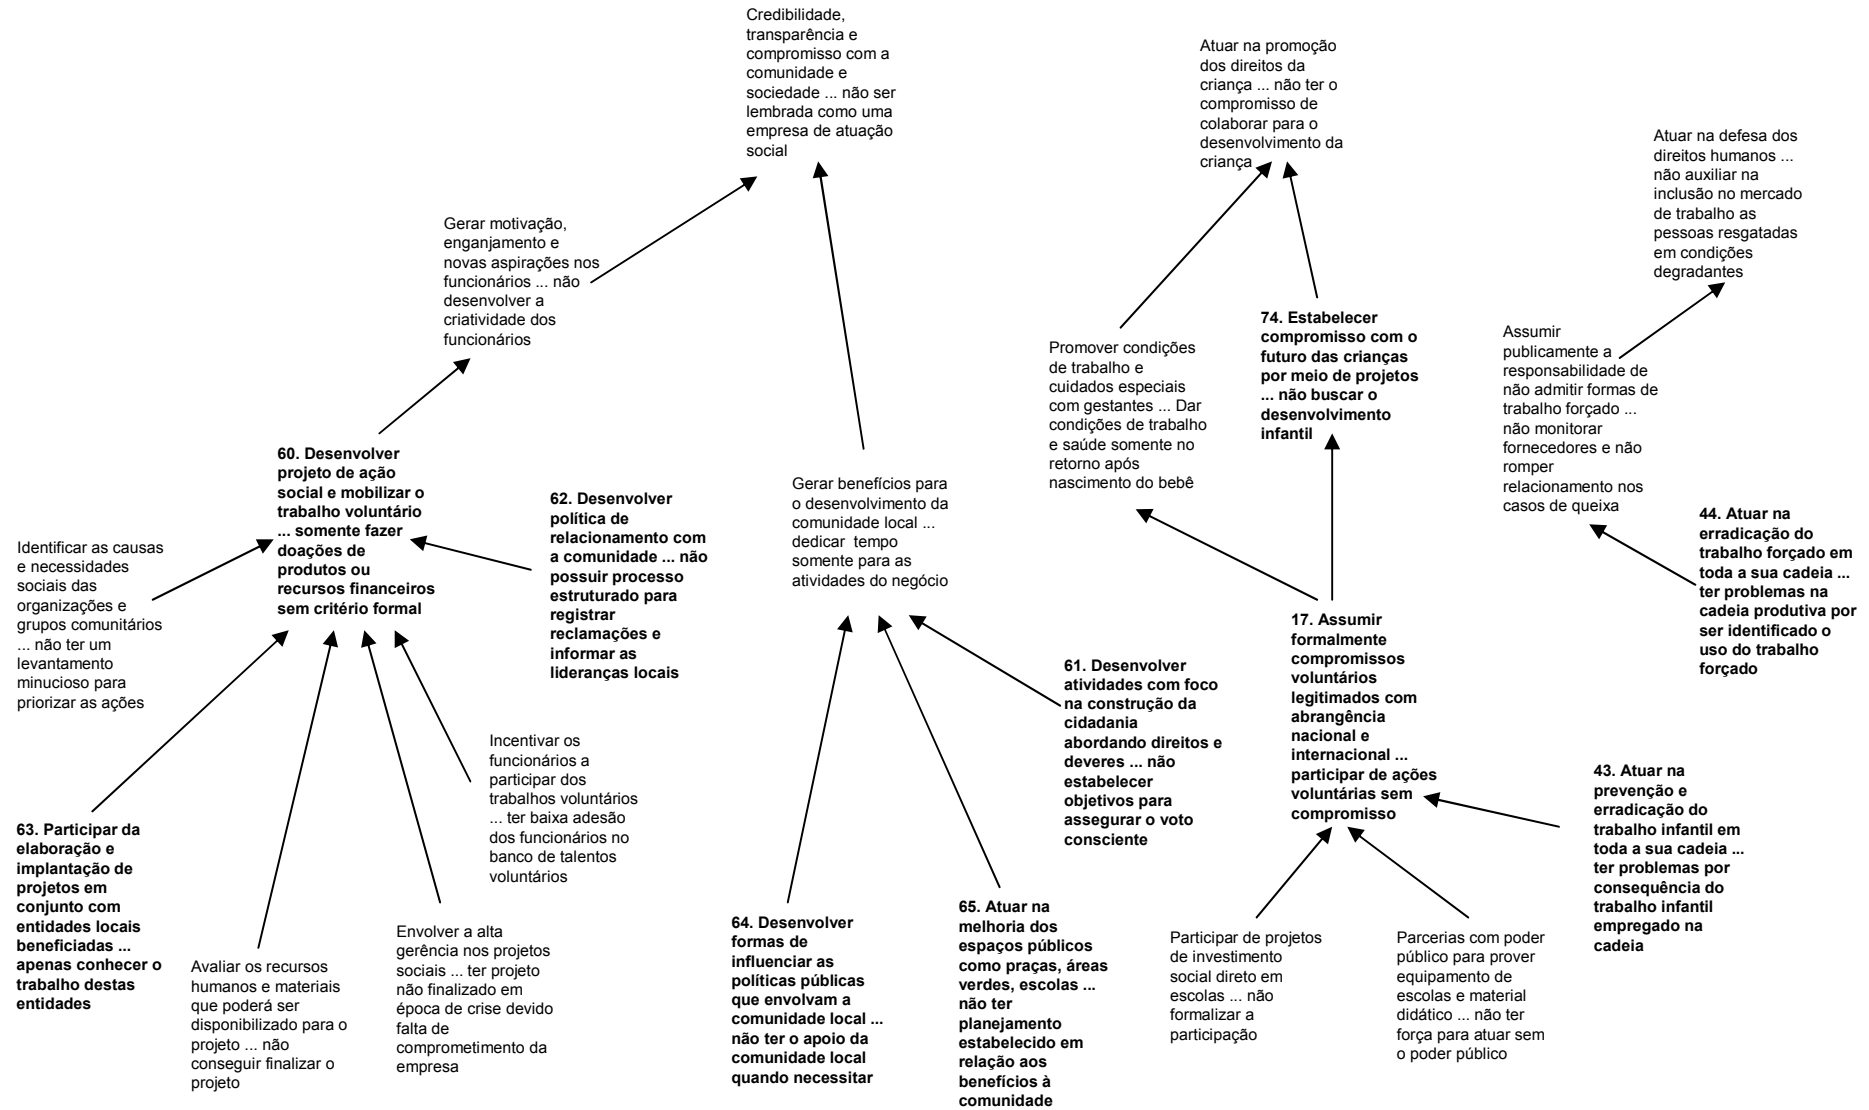 Credibilidade,
transparência e
compromisso com a
comunidade e
sociedade ... não ser
lembrada como uma
empresa de atuação
social
Atuar na promoção
dos direitos da
criança ... não ter o
compromisso de
colaborar para o
desenvolvimento da
criança
Atuar na defesa dos
direitos humanos ...
não auxiliar na
inclusão no mercado
de trabalho as
pessoas resgatadas
em condições
degradantes
Gerar motivação,
enganjamento e
novas aspirações nos
funcionários ... não
desenvolver a
criatividade dos
funcionários
74. Estabelecer
compromisso com o
futuro das crianças
por meio de projetos
... não buscar o
desenvolvimento
infantil
Promover condições
de trabalho e
cuidados especiais
com gestantes ... Dar
condições de trabalho
e saúde somente no
retorno após
nascimento do bebê
Assumir
publicamente a
responsabilidade de
não admitir formas de
trabalho forçado ...
não monitorar
fornecedores e não
romper
relacionamento nos
casos de queixa
60. Desenvolver
projeto de ação
social e mobilizar o
trabalho voluntário
... somente fazer
doações de
produtos ou
recursos financeiros
sem critério formal
62. Desenvolver
política de
relacionamento com
a comunidade ... não
possuir processo
estruturado para
registrar
reclamações e
informar as
lideranças locais
Gerar benefícios para
o desenvolvimento da
comunidade local ...
dedicar tempo
somente para as
atividades do negócio
44. Atuar na
erradicação do
trabalho forçado em
toda a sua cadeia ...
ter problemas na
cadeia produtiva por
ser identificado o
uso do trabalho
forçado
Identificar as causas
e necessidades
sociais das
organizações e
grupos comunitários
... não ter um
levantamento
minucioso para
priorizar as ações
17. Assumir
formalmente
compromissos
voluntários
legitimados com
abrangência
nacional e
internacional ...
participar de ações
voluntárias sem
compromisso
61. Desenvolver
atividades com foco
na construção da
cidadania
abordando direitos e
deveres ... não
estabelecer
objetivos para
assegurar o voto
consciente
Incentivar os
funcionários a
participar dos
trabalhos voluntários
... ter baixa adesão
dos funcionários no
banco de talentos
voluntários
43. Atuar na
prevenção e
erradicação do
trabalho infantil em
toda a sua cadeia ...
ter problemas por
consequência do
trabalho infantil
empregado na
cadeia
63. Participar da
elaboração e
implantação de
projetos em
conjunto com
entidades locais
beneficiadas ...
apenas conhecer o
trabalho destas
entidades
Avaliar os recursos
humanos e materiais
que poderá ser
disponibilizado para o
projeto ... não
conseguir finalizar o
projeto
Envolver a alta
gerência nos projetos
sociais ... ter projeto
não finalizado em
época de crise devido
falta de
comprometimento da
empresa
64. Desenvolver
formas de
influenciar as
políticas públicas
que envolvam a
comunidade local ...
não ter o apoio da
comunidade local
quando necessitar
65. Atuar na
melhoria dos
espaços públicos
como praças, áreas
verdes, escolas ...
não ter
planejamento
estabelecido em
relação aos
benefícios à
comunidade
Participar de projetos
de investimento
social direto em
escolas ... não
formalizar a
participação
Parcerias com poder
público para prover
equipamento de
escolas e material
didático ... não ter
força para atuar sem
o poder público